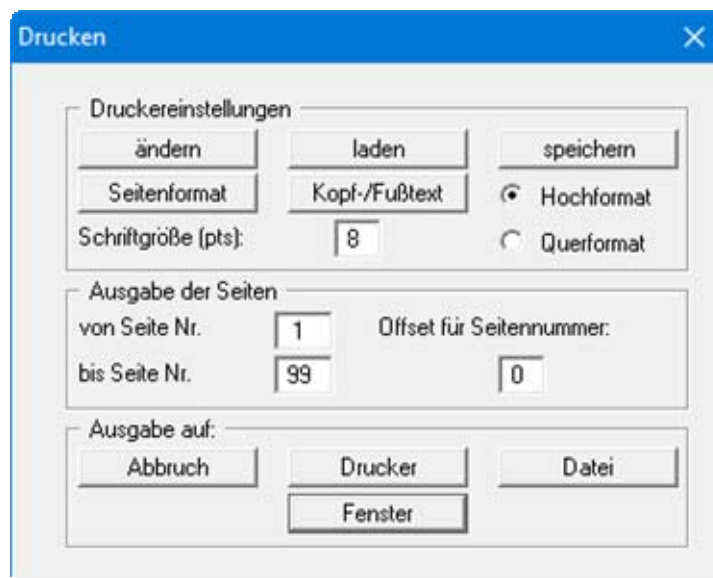 Drucken
Druckereinstellungen
ändern laden speichern
Seitenformat Kopf-/Fußtext Hochformat
Schriftgröße (pts): 8 Querformat
Ausgabe der Seiten
von Seite Nr. 1 Offset für Seitennummer:
bis Seite Nr. 99 0
Ausgabe auf:
Abbruch Drucker Datei
Fenster